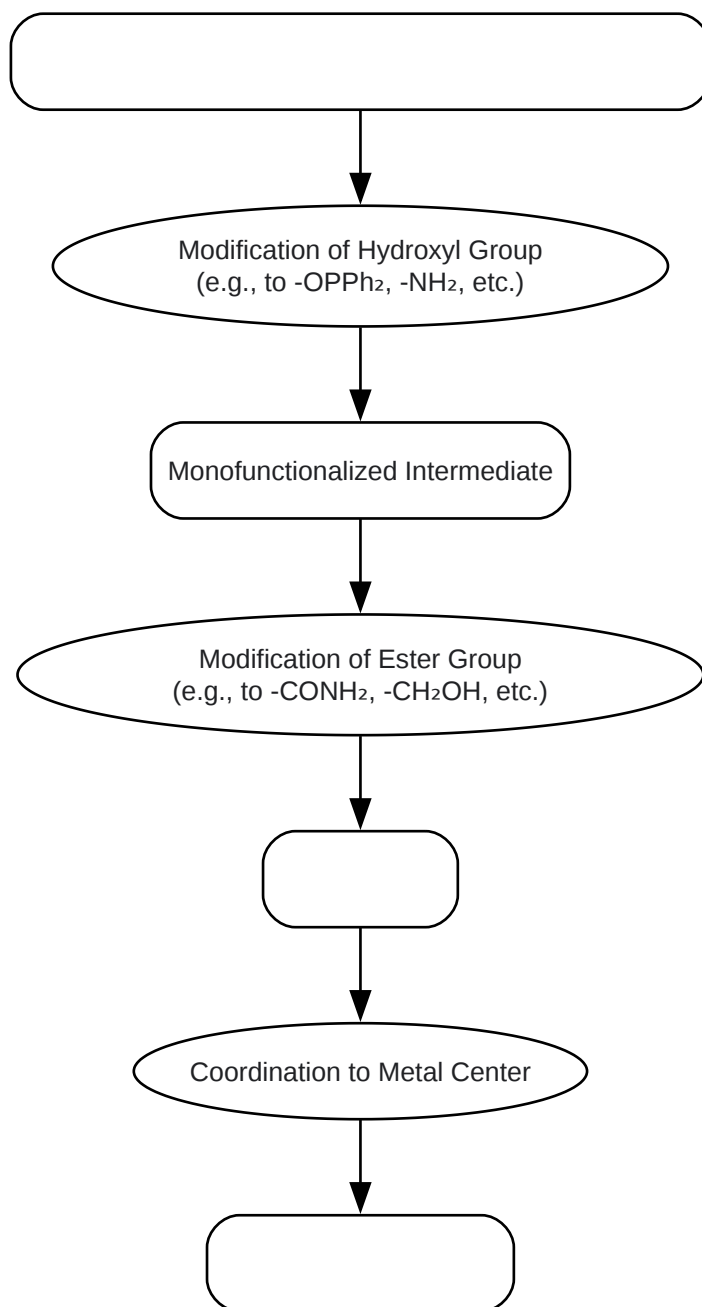 Modification of Hydroxyl Group
(e.g., to -OPPh₂, -NH₂, etc.)
Monofunctionalized Intermediate
Modification of Ester Group
(e.g., to -CONH₂, -CH₂OH, etc.)
Coordination to Metal Center